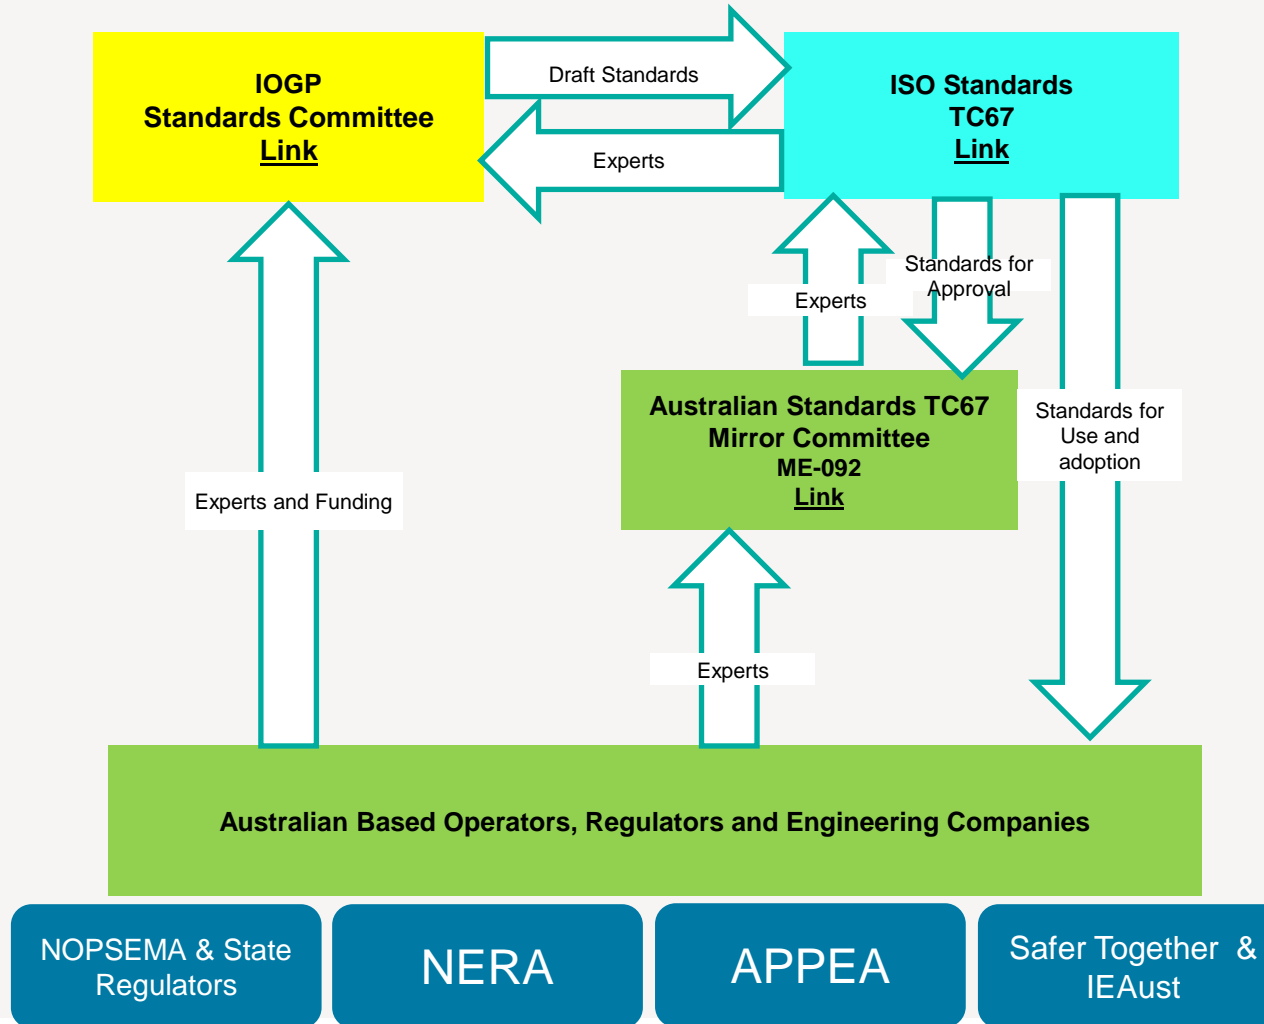 IOGP
Standards Committee
Link
Draft Standards
Experts
ISO Standards
TC67
Link
Experts
Standards for
Approval
Australian Standards TC67
Mirror Committee
ME-092
Link
Standards for
Use and
adoption
Experts and Funding
Experts
Australian Based Operators, Regulators and Engineering Companies
NOPSEMA & State
Regulators
NERA
APPEA
Safer Together &
IEAust